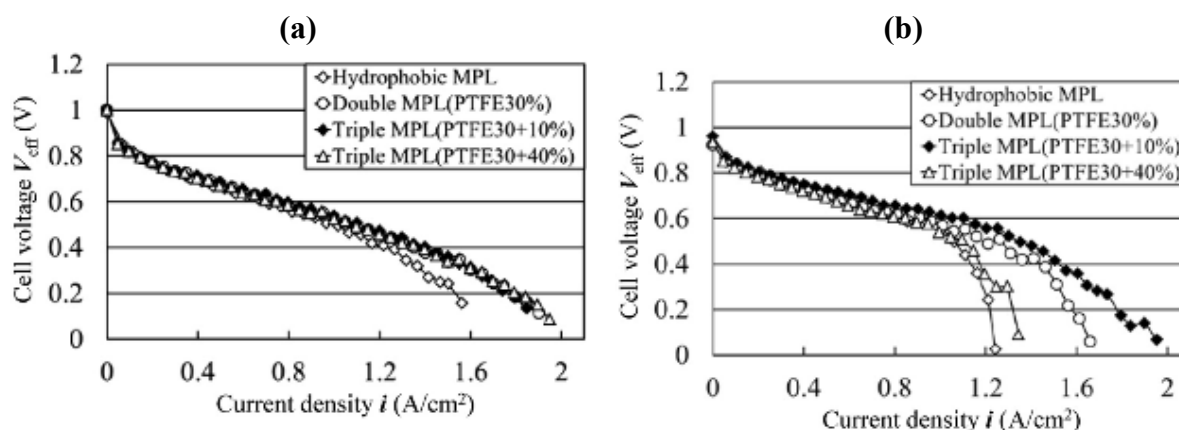 (a)
1.2
1
0.8
0.6
0.4
0.2
0
Cell voltage Veff (V)
Hydrophobic MPL
Double MPL(PTFE30%)
Triple MPL(PTFE30+10%)
Triple MPL(PTFE30+40%)
0 0.4 0.8 1.2 1.6 2
Current density i (A/cm²)
(b)
1.2
1
0.8
0.6
0.4
0.2
0
Cell voltage Veff (V)
Hydrophobic MPL
Double MPL(PTFE30%)
Triple MPL(PTFE30+10%)
Triple MPL(PTFE30+40%)
0 0.4 0.8 1.2 1.6 2
Current density i (A/cm²)